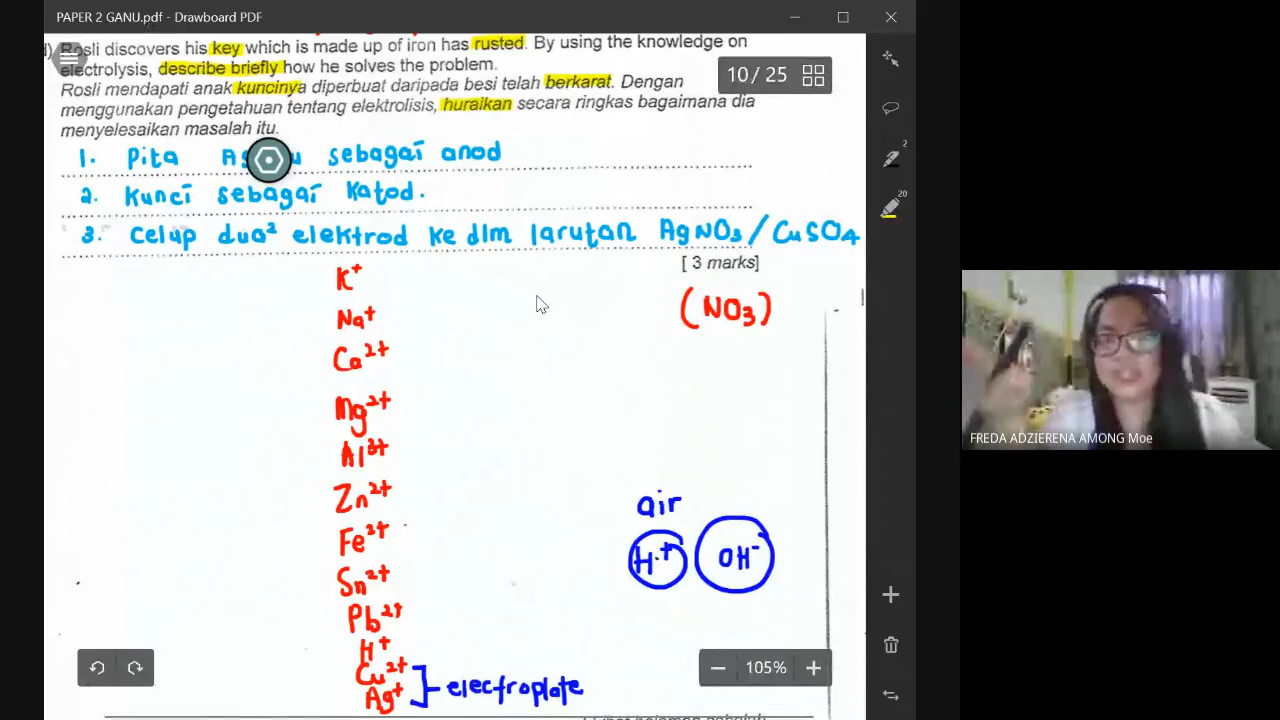 PAPER 2 GANU.pdf - Drawboard PDF
d) Rosli discovers his key which is made up of iron has rusted. By using the knowledge on
electrolysis, describe briefly how he solves the problem.
10 / 25
Rosli mendapati anak kuncinya diperbuat daripada besi telah berkarat. Dengan
menggunakan pengetahuan tentang elektrolisis, huraikan secara ringkas bagaimana dia
menyelesaikan masalah itu.
2
20
1. Pita sebagai anod
2. Kunci sebagai Katod.
3. Celup dua² elektrod ke dlm larutan AgNO3/CuSO4
[ 3 marks]
K⁺
(NO3)
Na⁺
Ca²⁺
Mg²⁺
Al³⁺
Zn²⁺
air
Fe²⁺
H⁺ OH⁻
Sn²⁺
Pb²⁺
H⁺
Cu²⁺
Ag⁺
electroplate
105%
FREDA ADZIERENA AMONG Moe